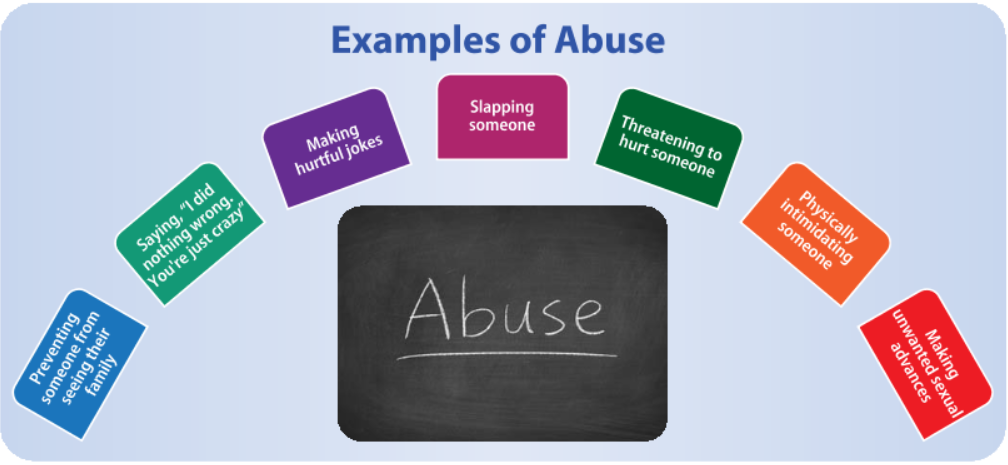 Examples of Abuse
Preventing
someone from
seeing their
family
Saying, "I did
nothing wrong.
You're just crazy"
Making
hurtful jokes
Slapping
someone
Threatening to
hurt someone
Physically
intimidating
someone
Making
unwanted sexual
advances
Abuse